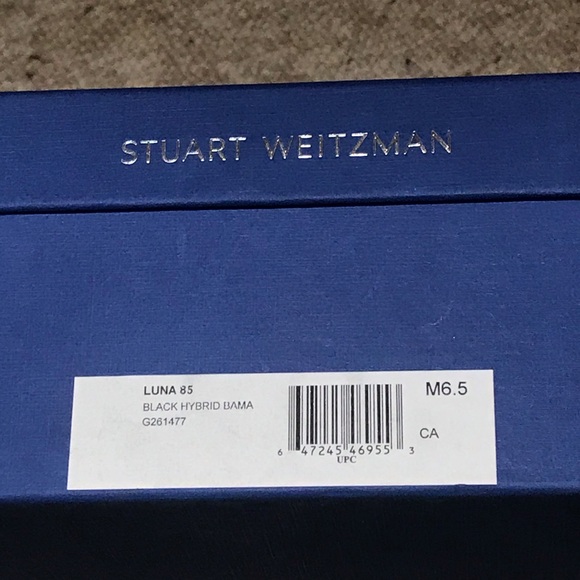 STUART WEITZMAN
LUNA 85
BLACK HYBRID BAMA
G261477
M6.5
CA
6 47245 46955 3
UPC